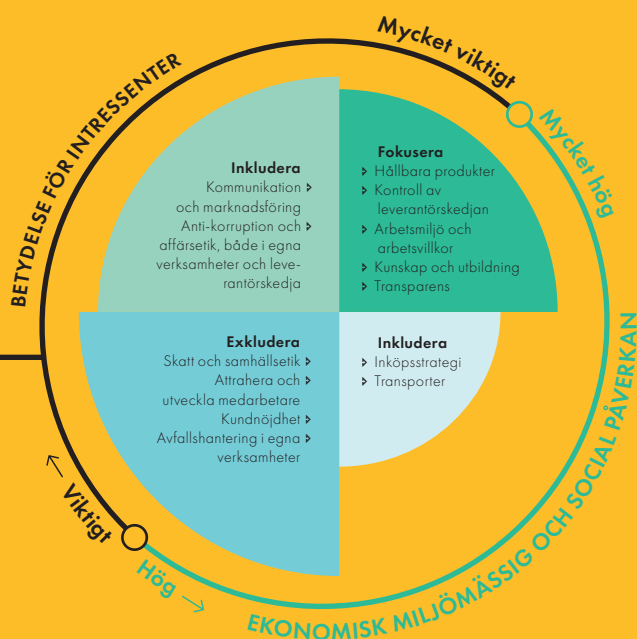 BETYDELSE FÖR INTRESSENTER
Mycket viktigt
Mycket hög
Inkludera
Kommunikation
och marknadsföring
Anti-korruption och
affärsetik, både i egna
verksamheter och leve-
rantörskedja
Fokusera
Hållbara produkter
Kontroll av
leverantörskedjan
Arbetsmiljö och
arbetsvillkor
Kunskap och utbildning
Transparens
Exkludera
Skatt och samhällsetik
Attrahera och
utveckla medarbetare
Kundnöjdhet
Avfallshantering i egna
verksamheter
Inkludera
Inköpsstrategi
Transporter
← Viktigt
Hög →
EKONOMISK MILJÖMÄSSIG OCH SOCIAL PÅVERKAN